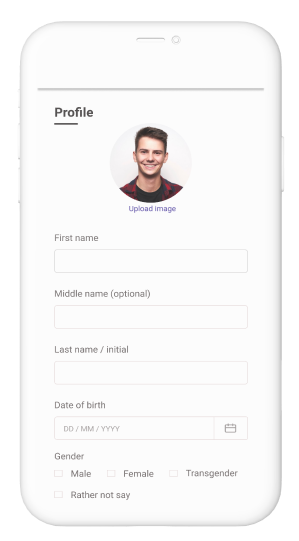 Profile
Upload image
First name
Middle name (optional)
Last name / initial
Date of birth
DD / MM / YYYY
Gender
Male Female Transgender
Rather not say